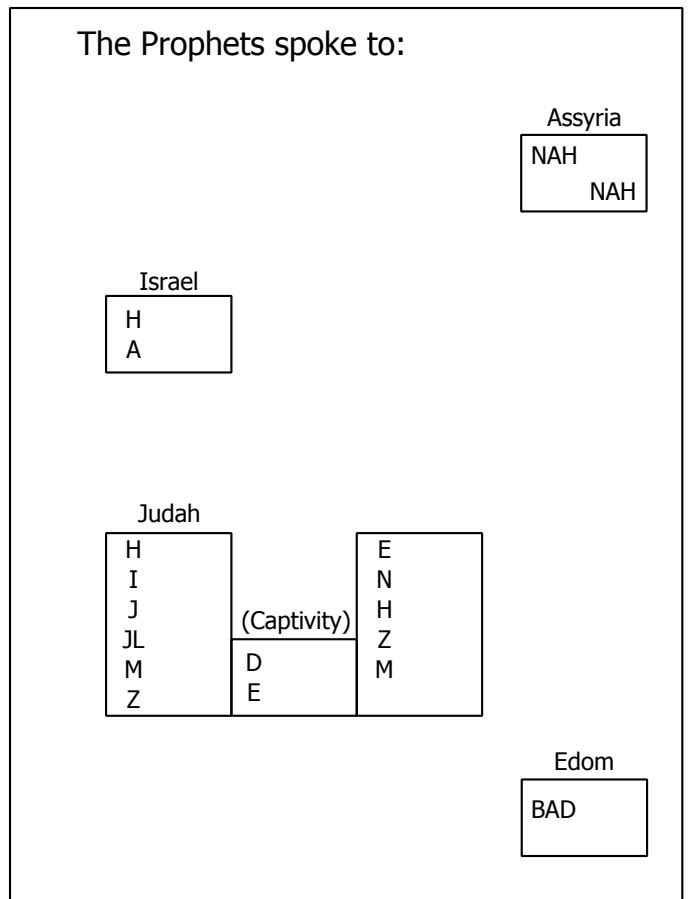 The Prophets spoke to:
Assyria
NAH
NAH
Israel
H
A
Judah
H
I
J
JL
M
Z
(Captivity)
D
E
E
N
H
Z
M
Edom
BAD